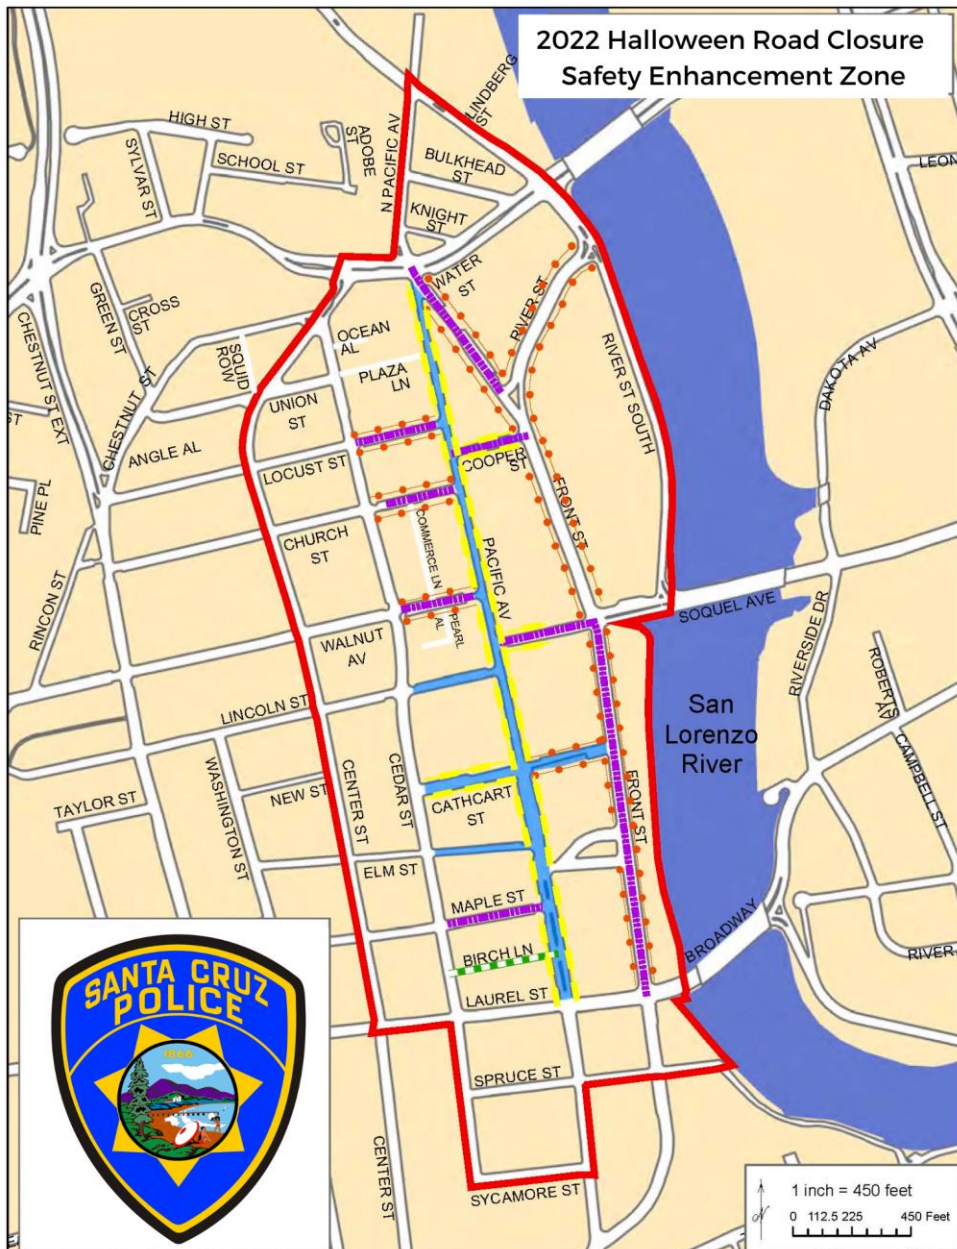 2022 Halloween Road Closure
Safety Enhancement Zone
LINDBERG
ST
HIGH ST
ADOBE
ST
SYLVAR ST
SCHOOL ST
N PACIFIC AV
BULKHEAD
ST
LEON
KNIGHT
ST
WATER
ST
GREEN ST
CROSS
ST
RIVER ST
CHESTNUT ST EXT
SQUID
ROW
OCEAN
AL
PLAZA
LN
RIVER ST SOUTH
DAKOTA AV
CHESTNUT ST
UNION
ST
ST
ANGLE AL
LOCUST ST
COOPER
ST
PINE PL
FRONT ST
CHURCH
ST
COMMERCE LN
PACIFIC AV
RINCON ST
PEARL
AL
SOQUEL AVE
WALNUT
AV
RIVERSIDE DR
ROBERTS
AV
LINCOLN ST
San
Lorenzo
River
CAMPBELL ST
WASHINGTON ST
CENTER ST
CEDAR ST
FRONT ST
TAYLOR ST
NEW ST
CATHCART
ST
ELM ST
MAPLE ST
BROADWAY
RIVER
BIRCH LN
LAUREL ST
SANTA CRUZ
POLICE
1866
SPRUCE ST
CENTER ST
SYCAMORE ST
N
1 inch = 450 feet
0 112.5 225 450 Feet